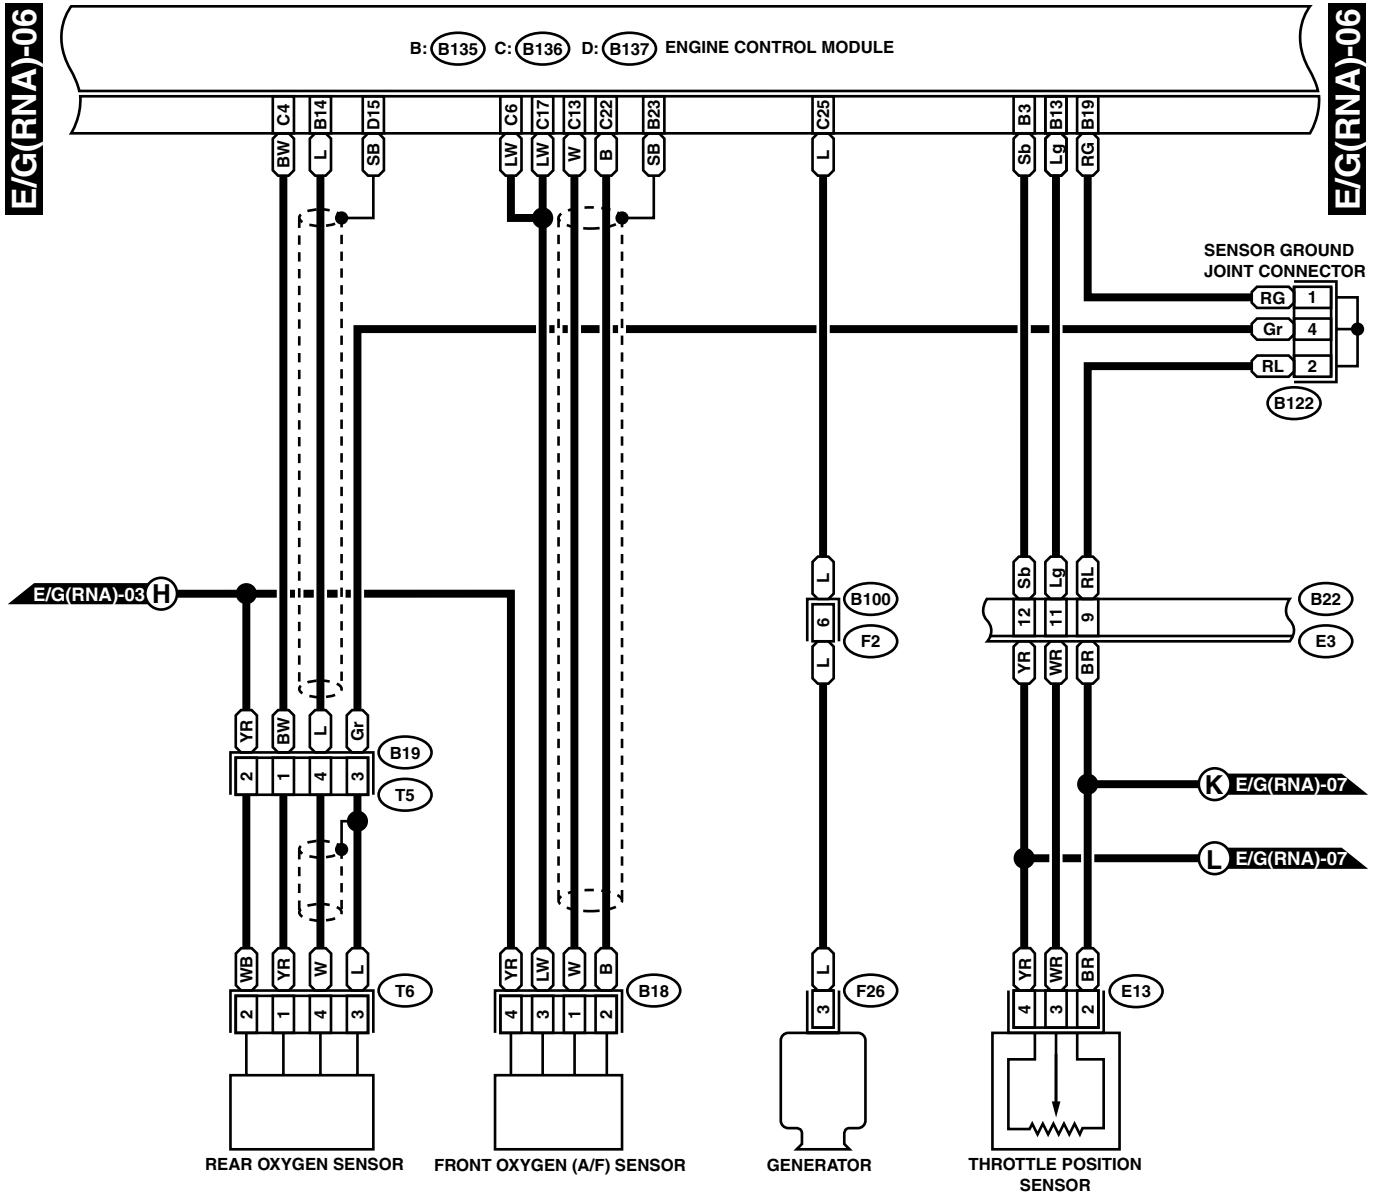 E/G(RNA)-06
B: B135 C: B136 D: B137 ENGINE CONTROL MODULE
E/G(RNA)-06
C4 B14 D15 C6 C17 C13 C22 B23 C25 B3 B13 B19
BW L SB LW LW W B SB L Sb Lg RG
SENSOR GROUND
JOINT CONNECTOR
RG 1
Gr 4
RL 2
B122
L Sb Lg RL
E/G(RNA)-03 H
6 B100
12 11 9 B22
F2
E3
L YR WR BR
YR BW L Gr
B19
2 1 4 3
T5
K E/G(RNA)-07
L E/G(RNA)-07
WB YR W L
YR LW W B
L
YR WR BR
T6
B18
F26
E13
2 1 4 3
4 3 1 2
3
4 3 2
REAR OXYGEN SENSOR
FRONT OXYGEN (A/F) SENSOR
GENERATOR
THROTTLE POSITION
SENSOR